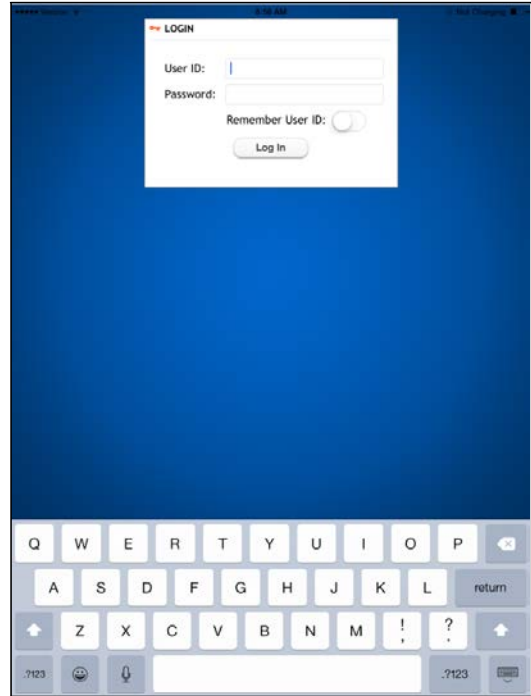 LOGIN
User ID:
Password:
Remember User ID:
Log In
Q W E R T Y U I O P
A S D F G H J K L return
Z X C V B N M ! , ? .
.?123 .?123